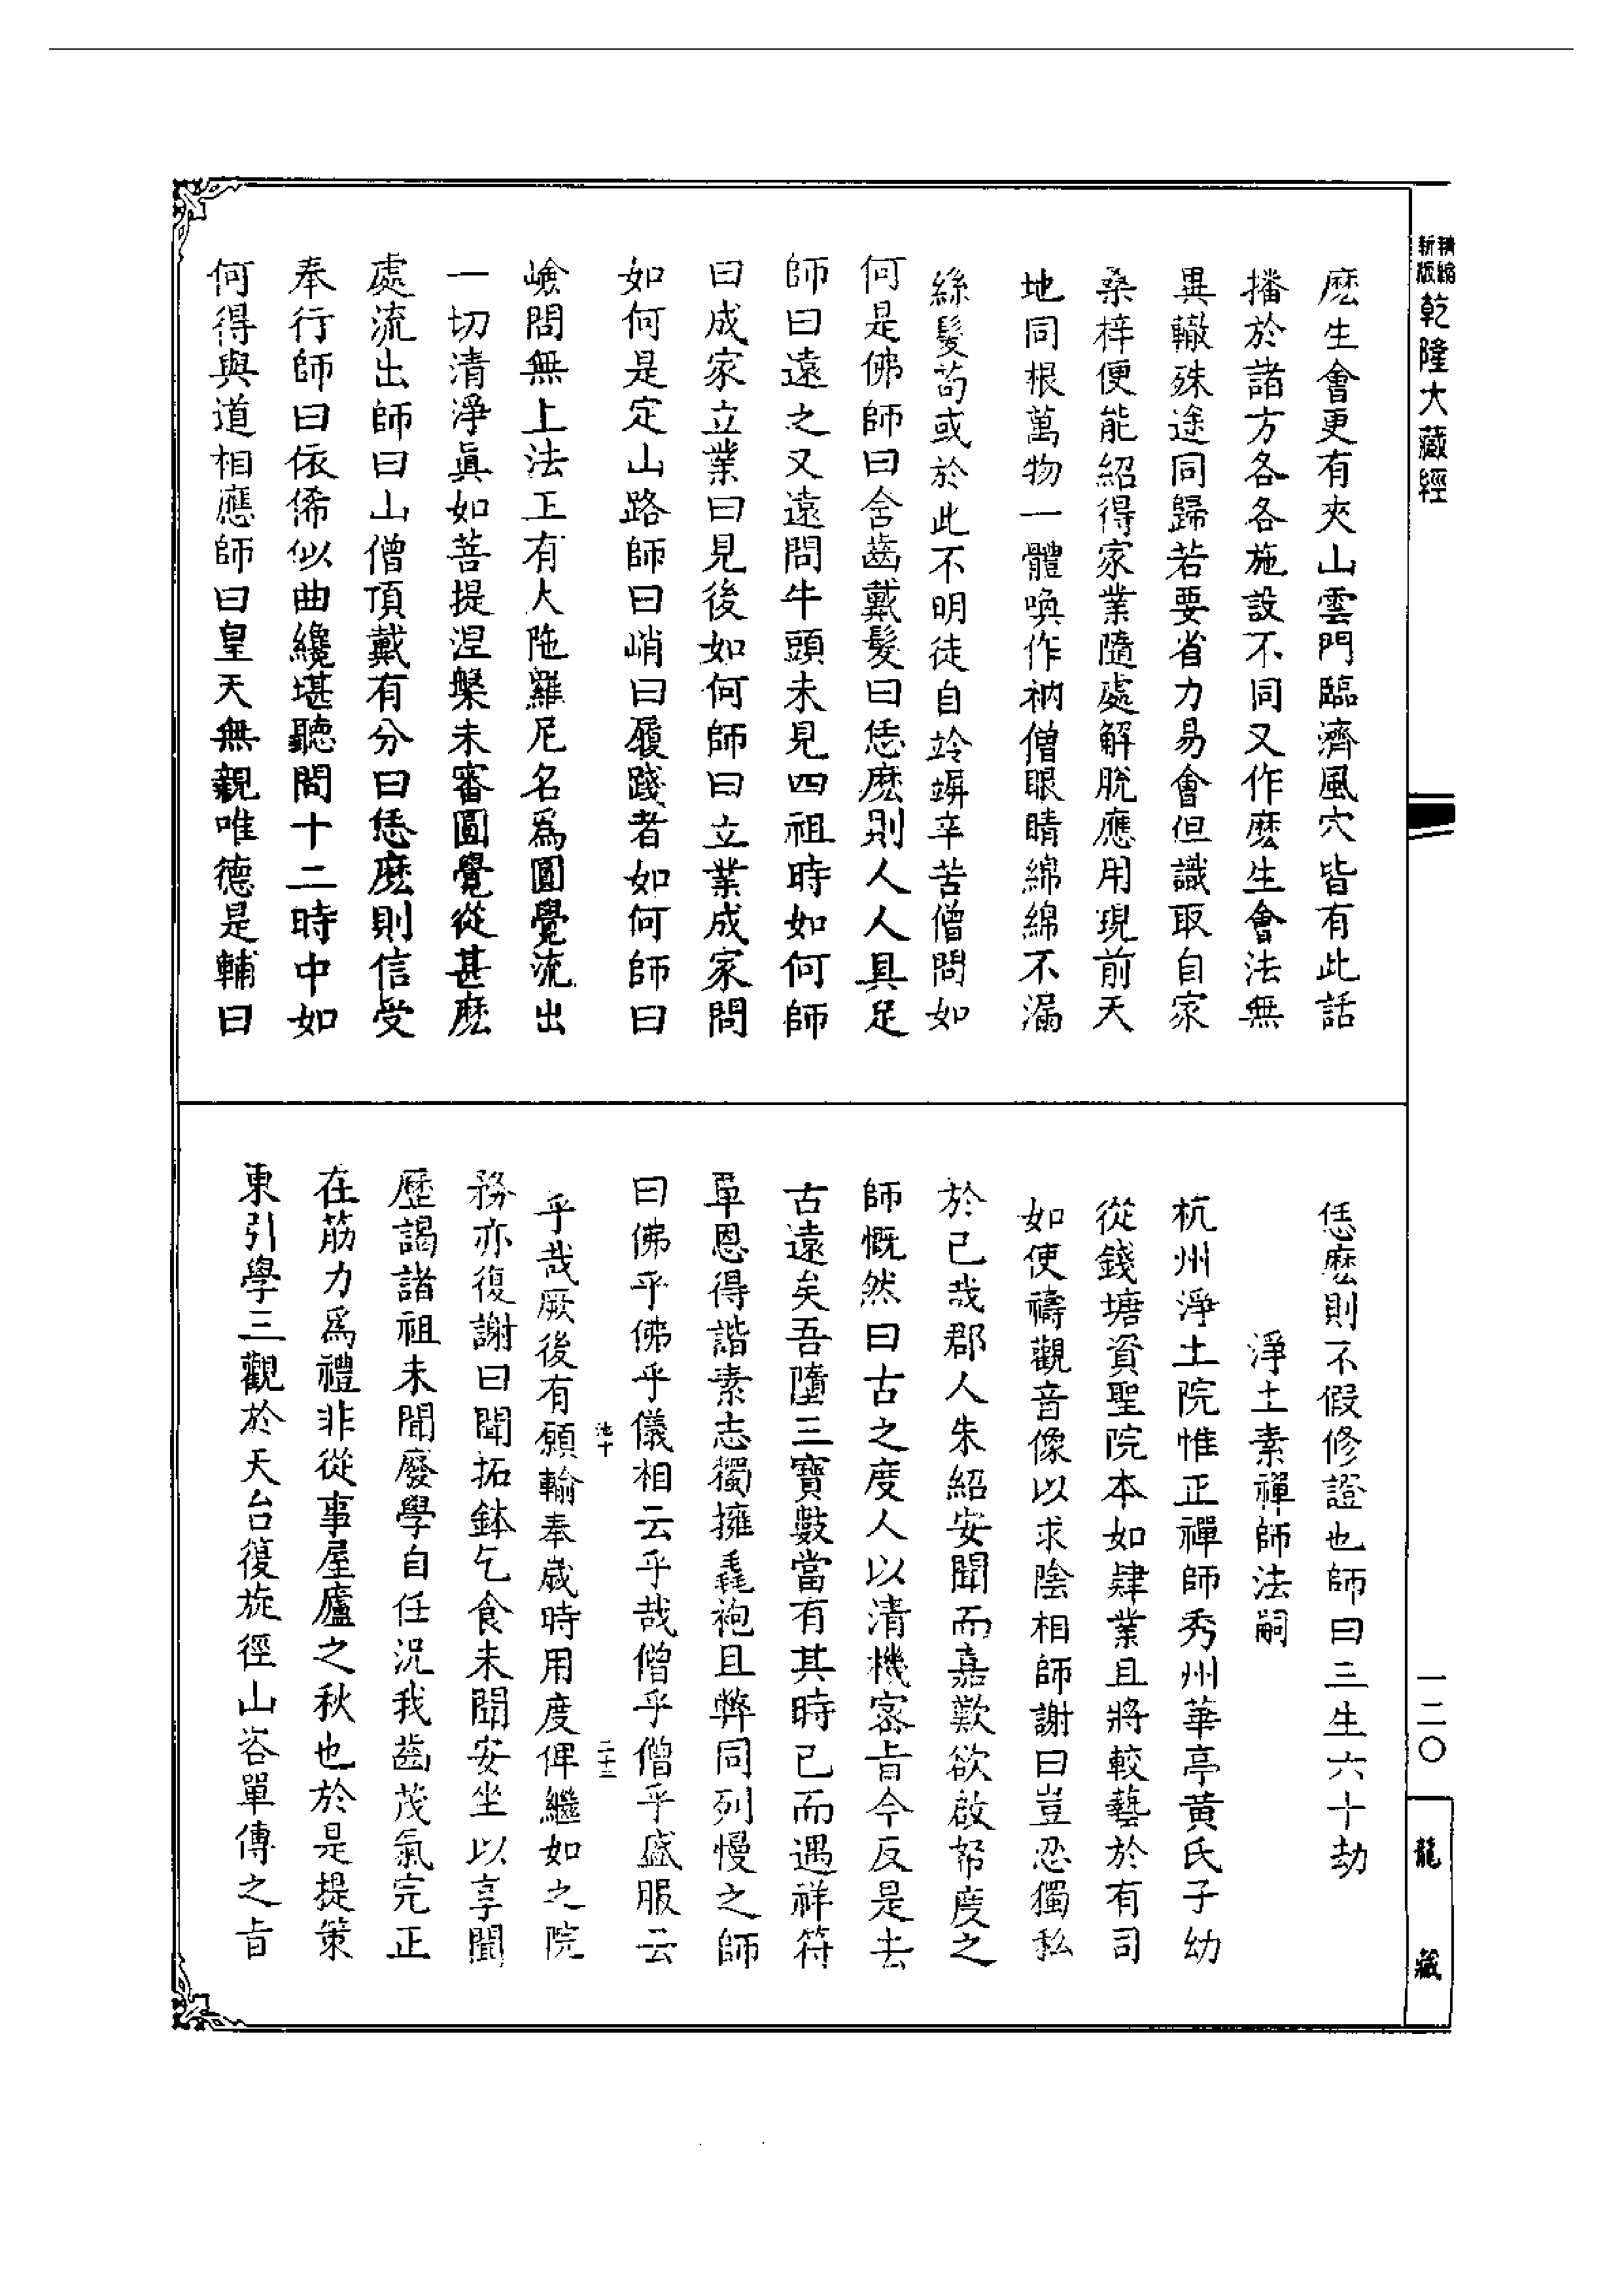 精縮
新版
乾隆大藏經
麽生會更有夾山雲門臨濟風穴皆有此話
播於諸方各各施設不同又作麽生會法無
異轍殊途同歸若要省力易會但識取自家
桑梓便能紹得家業隨處解脫應用現前天
地同根萬物一體喚作衲僧眼睛綿綿不漏
絲髮苟或於此不明徒自竛竮辛苦僧問如
何是佛師曰含齒戴髮曰恁麽則人人具足
師曰遠之又遠問牛頭未見四祖時如何師
曰成家立業曰見後如何師曰立業成家問
如何是定山路師曰峭曰履踐者如何師曰
嶮問無上法王有大陁羅尼名爲圓覺流出
一切清淨眞如菩提涅槃未審圓覺從甚麽
處流出師曰山僧頂戴有分曰恁麽則信受
奉行師曰依俙似曲纔堪聽問十二時中如
何得與道相應師曰皇天無親唯德是輔曰
恁麽則不假修證也師曰三生六十劫
淨土素禪師法嗣
杭州淨土院惟正禪師秀州華亭黃氏子幼
從錢塘資聖院本如肄業且將較藝於有司
如使禱觀音像以求陰相師謝曰豈忍獨私
於已哉郡人朱紹安聞而嘉歎欲啟帑度之
師慨然曰古之度人以清機密旨今反是去
古遠矣吾墮三寶數當有其時已而遇祥符
覃恩得諧素志獨擁毳袍且弊同列慢之師
曰佛乎佛乎儀相云乎哉僧乎僧乎盛服云
乎哉厥後有願輸奉歲時用度俾繼如之院
務亦復謝曰聞拓鉢乞食未聞安坐以享聞
歷謁諸祖未聞廢學自任況我齒茂氣完正
在筋力爲禮非從事屋廬之秋也於是提策
東引學三觀於天台復旋徑山咨單傳之旨
二十三
一二〇
龍藏